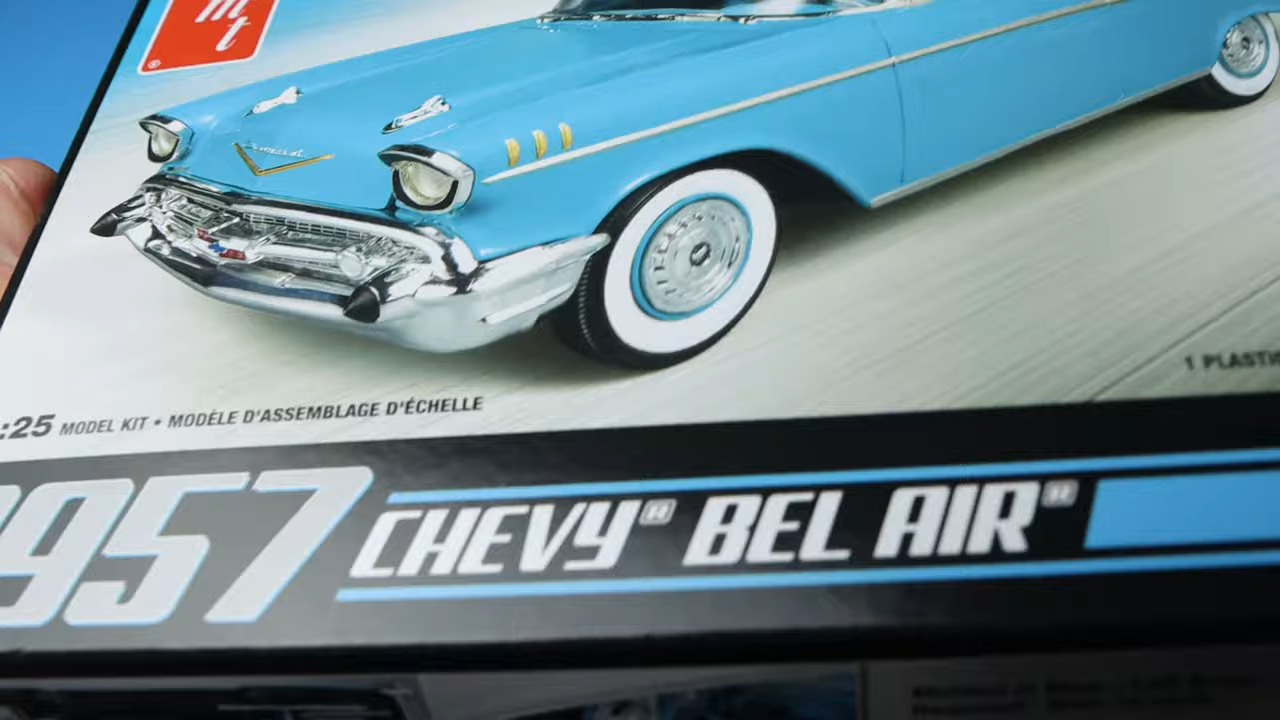 mt
®
:25 MODEL KIT • MODÈLE D'ASSEMBLAGE D'ÉCHELLE
1 PLASTI
957 CHEVY® BEL AIR®